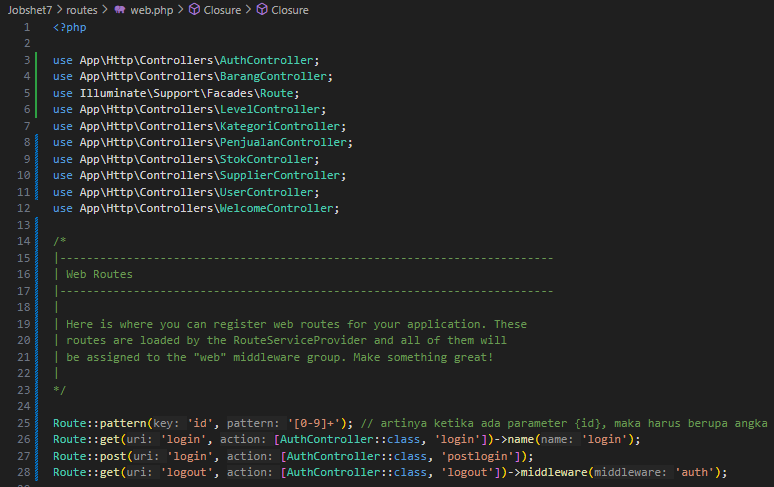 Jobshet7 > routes > web.php > Closure > Closure
1 <?php
2
3 use App\Http\Controllers\AuthController;
4 use App\Http\Controllers\BarangController;
5 use Illuminate\Support\Facades\Route;
6 use App\Http\Controllers\LevelController;
7 use App\Http\Controllers\KategoriController;
8 use App\Http\Controllers\PenjualanController;
9 use App\Http\Controllers\StokController;
10 use App\Http\Controllers\SupplierController;
11 use App\Http\Controllers\UserController;
12 use App\Http\Controllers\WelcomeController;
13
14 /*
15 |--------------------------------------------------------------------------
16 | Web Routes
17 |--------------------------------------------------------------------------
18 |
19 | Here is where you can register web routes for your application. These
20 | routes are loaded by the RouteServiceProvider and all of them will
21 | be assigned to the "web" middleware group. Make something great!
22 |
23 */
24
25 Route::pattern(key: 'id', pattern: '[0-9]+'); // artinya ketika ada parameter {id}, maka harus berupa angka
26 Route::get(uri: 'login', action: [AuthController::class, 'login'])->name(name: 'login');
27 Route::post(uri: 'login', action: [AuthController::class, 'postlogin']);
28 Route::get(uri: 'logout', action: [AuthController::class, 'logout'])->middleware(middleware: 'auth');